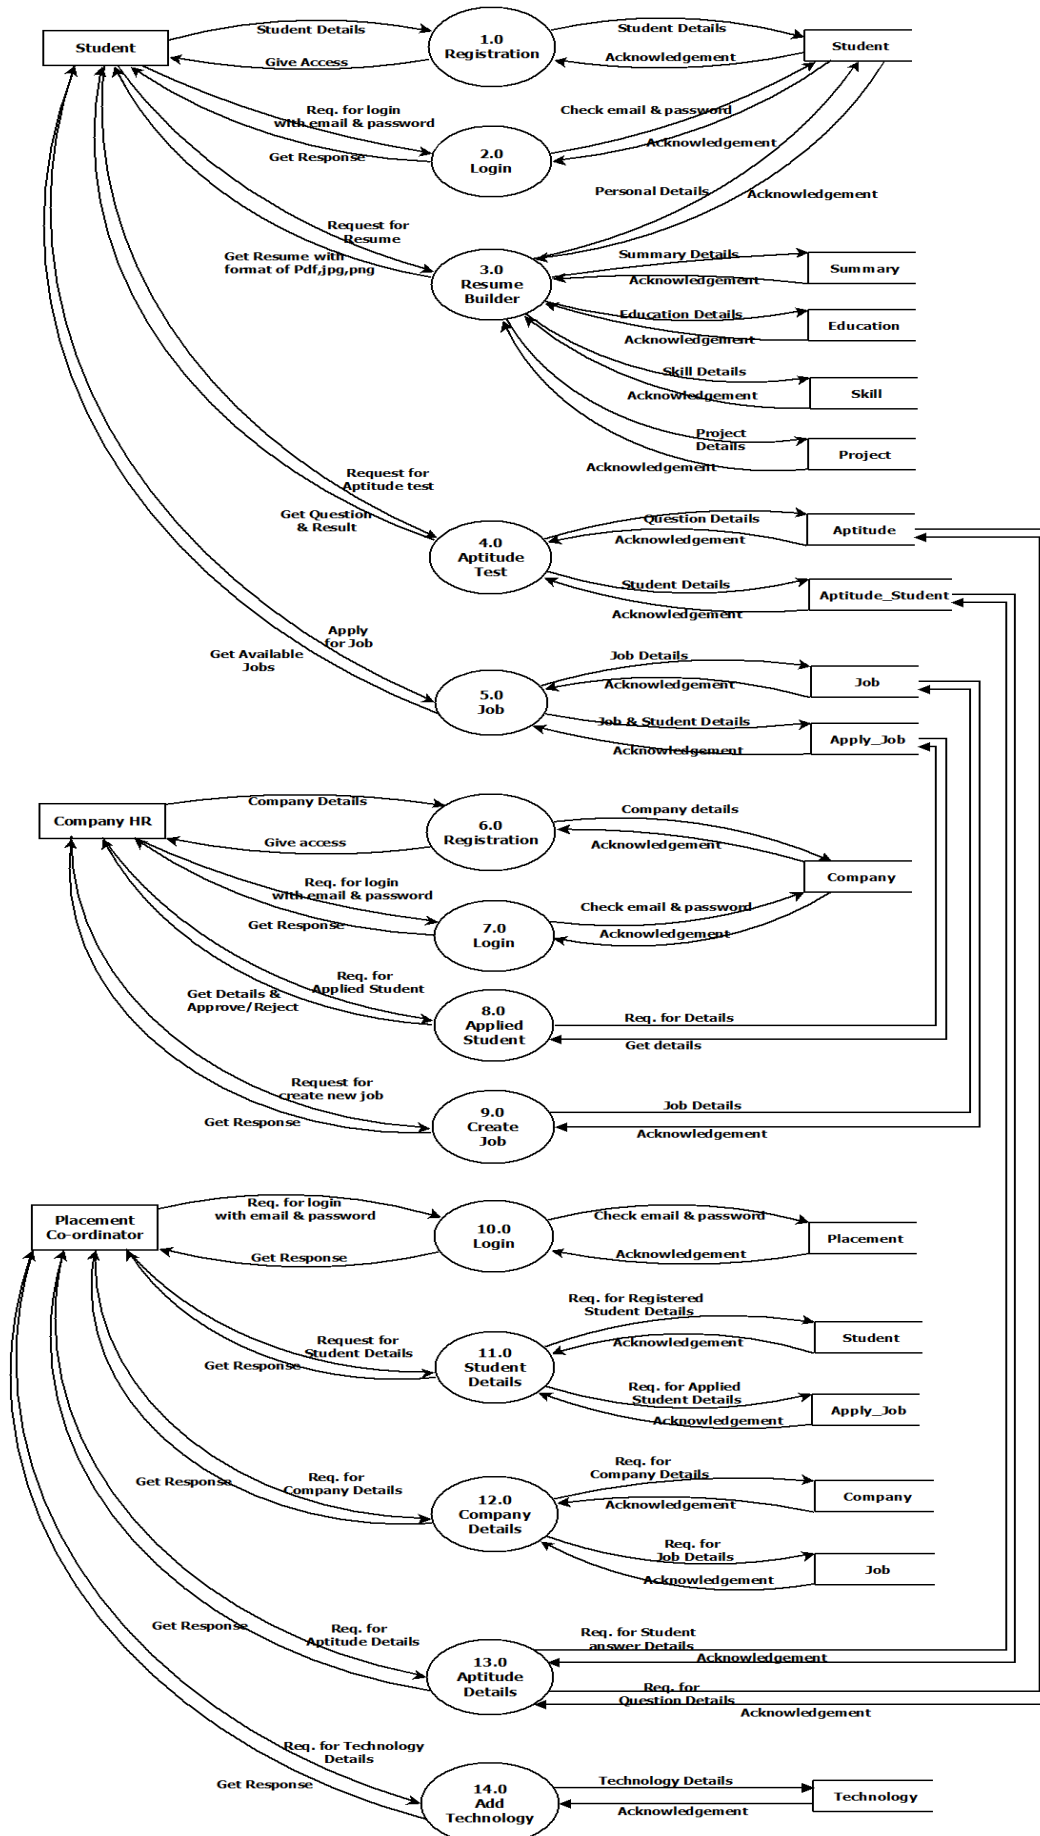 Student Details
1.0
Registration
Student Details
Student
Student
Give Access
Acknowledgement
Req. for login
with email & password
Check email & password
2.0
Login
Get Response
Acknowledgement
Personal Details
Acknowledgement
Request for
Resume
Get Resume with
format of Pdf,jpg,png
3.0
Resume
Builder
Summary Details
Summary
Acknowledgement
Education Details
Education
Acknowledgement
Skill Details
Skill
Acknowledgement
Project
Details
Project
Acknowledgement
Request for
Aptitude test
Get Question
& Result
4.0
Aptitude
Test
Question Details
Aptitude
Acknowledgement
Student Details
Aptitude_Student
Acknowledgement
Apply
for Job
Get Available
Jobs
5.0
Job
Job Details
Job
Acknowledgement
Job & Student Details
Apply_Job
Acknowledgement
Company HR
Company Details
6.0
Registration
Company details
Give access
Acknowledgement
Company
Req. for login
with email & password
Get Response
7.0
Login
Check email & password
Acknowledgement
Req. for
Applied Student
Get Details &
Approve/Reject
8.0
Applied
Student
Req. for Details
Get details
Request for
create new job
Get Response
9.0
Create
Job
Job Details
Acknowledgement
Placement
Co-ordinator
Req. for login
with email & password
Get Response
10.0
Login
Check email & password
Placement
Acknowledgement
Request for
Student Details
Get Response
11.0
Student
Details
Req. for Registered
Student Details
Student
Acknowledgement
Req. for Applied
Student Details
Apply_Job
Acknowledgement
Req. for
Company Details
Get Response
12.0
Company
Details
Req. for
Company Details
Company
Acknowledgement
Req. for
Job Details
Job
Acknowledgement
Req. for
Aptitude Details
Get Response
13.0
Aptitude
Details
Req. for Student
answer Details
Acknowledgement
Req. for
Question Details
Acknowledgement
Req. for Technology
Details
Get Response
14.0
Add
Technology
Technology Details
Technology
Acknowledgement